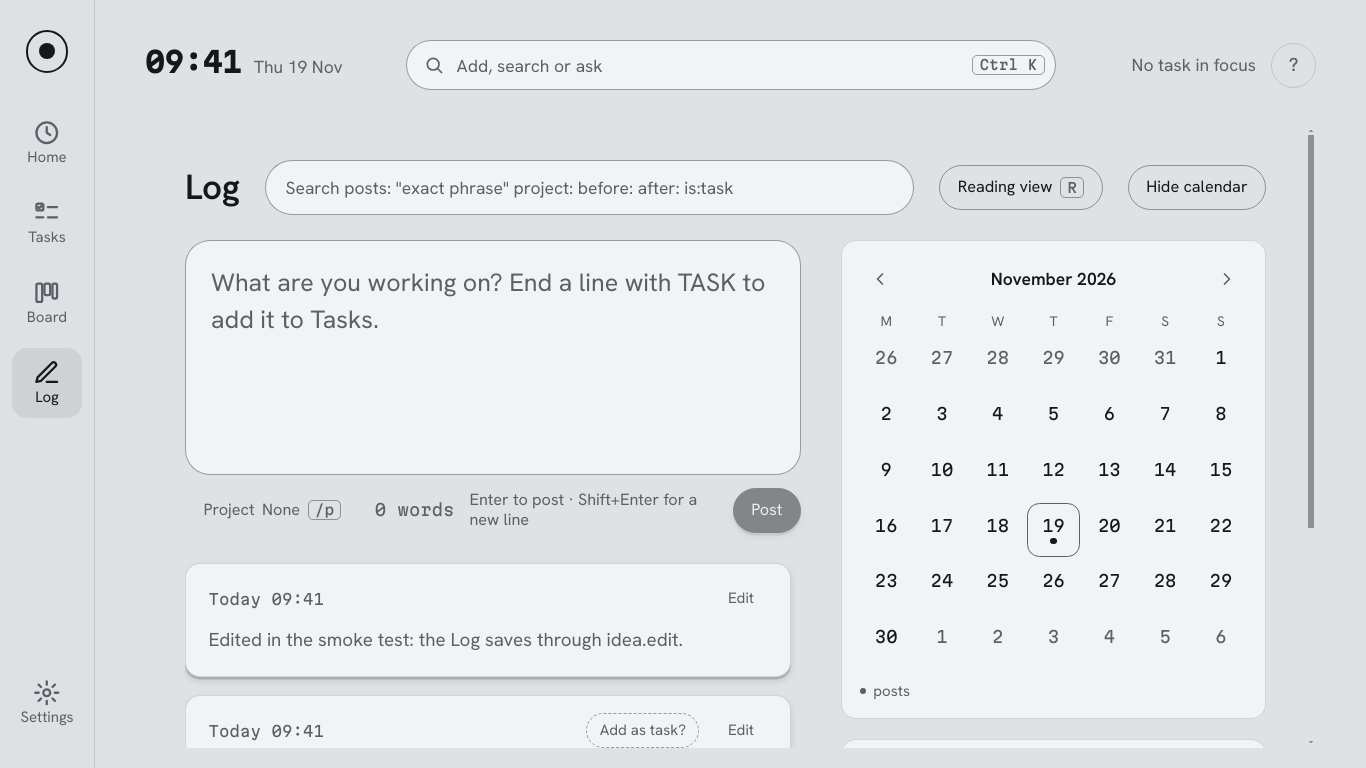 09:41 Thu 19 Nov
Add, search or ask
Ctrl K
No task in focus
?
Home
Tasks
Board
Log
Settings
Log
Search posts: "exact phrase" project: before: after: is:task
Reading view R
Hide calendar
What are you working on? End a line with TASK to
add it to Tasks.
Project None /p
0 words
Enter to post · Shift+Enter for a
new line
Post
Today 09:41
Edit
Edited in the smoke test: the Log saves through idea.edit.
Today 09:41
Add as task?
Edit
November 2026
M T W T F S S
26 27 28 29 30 31 1
2 3 4 5 6 7 8
9 10 11 12 13 14 15
16 17 18 19 20 21 22
23 24 25 26 27 28 29
30 1 2 3 4 5 6
posts